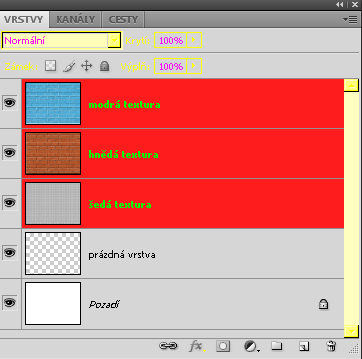 VRSTVY KANÁLY CESTY
Normální 100%
100%
modrá textura
hnědá textura
šedá textura
prázdná vrstva
Pozadí
fx